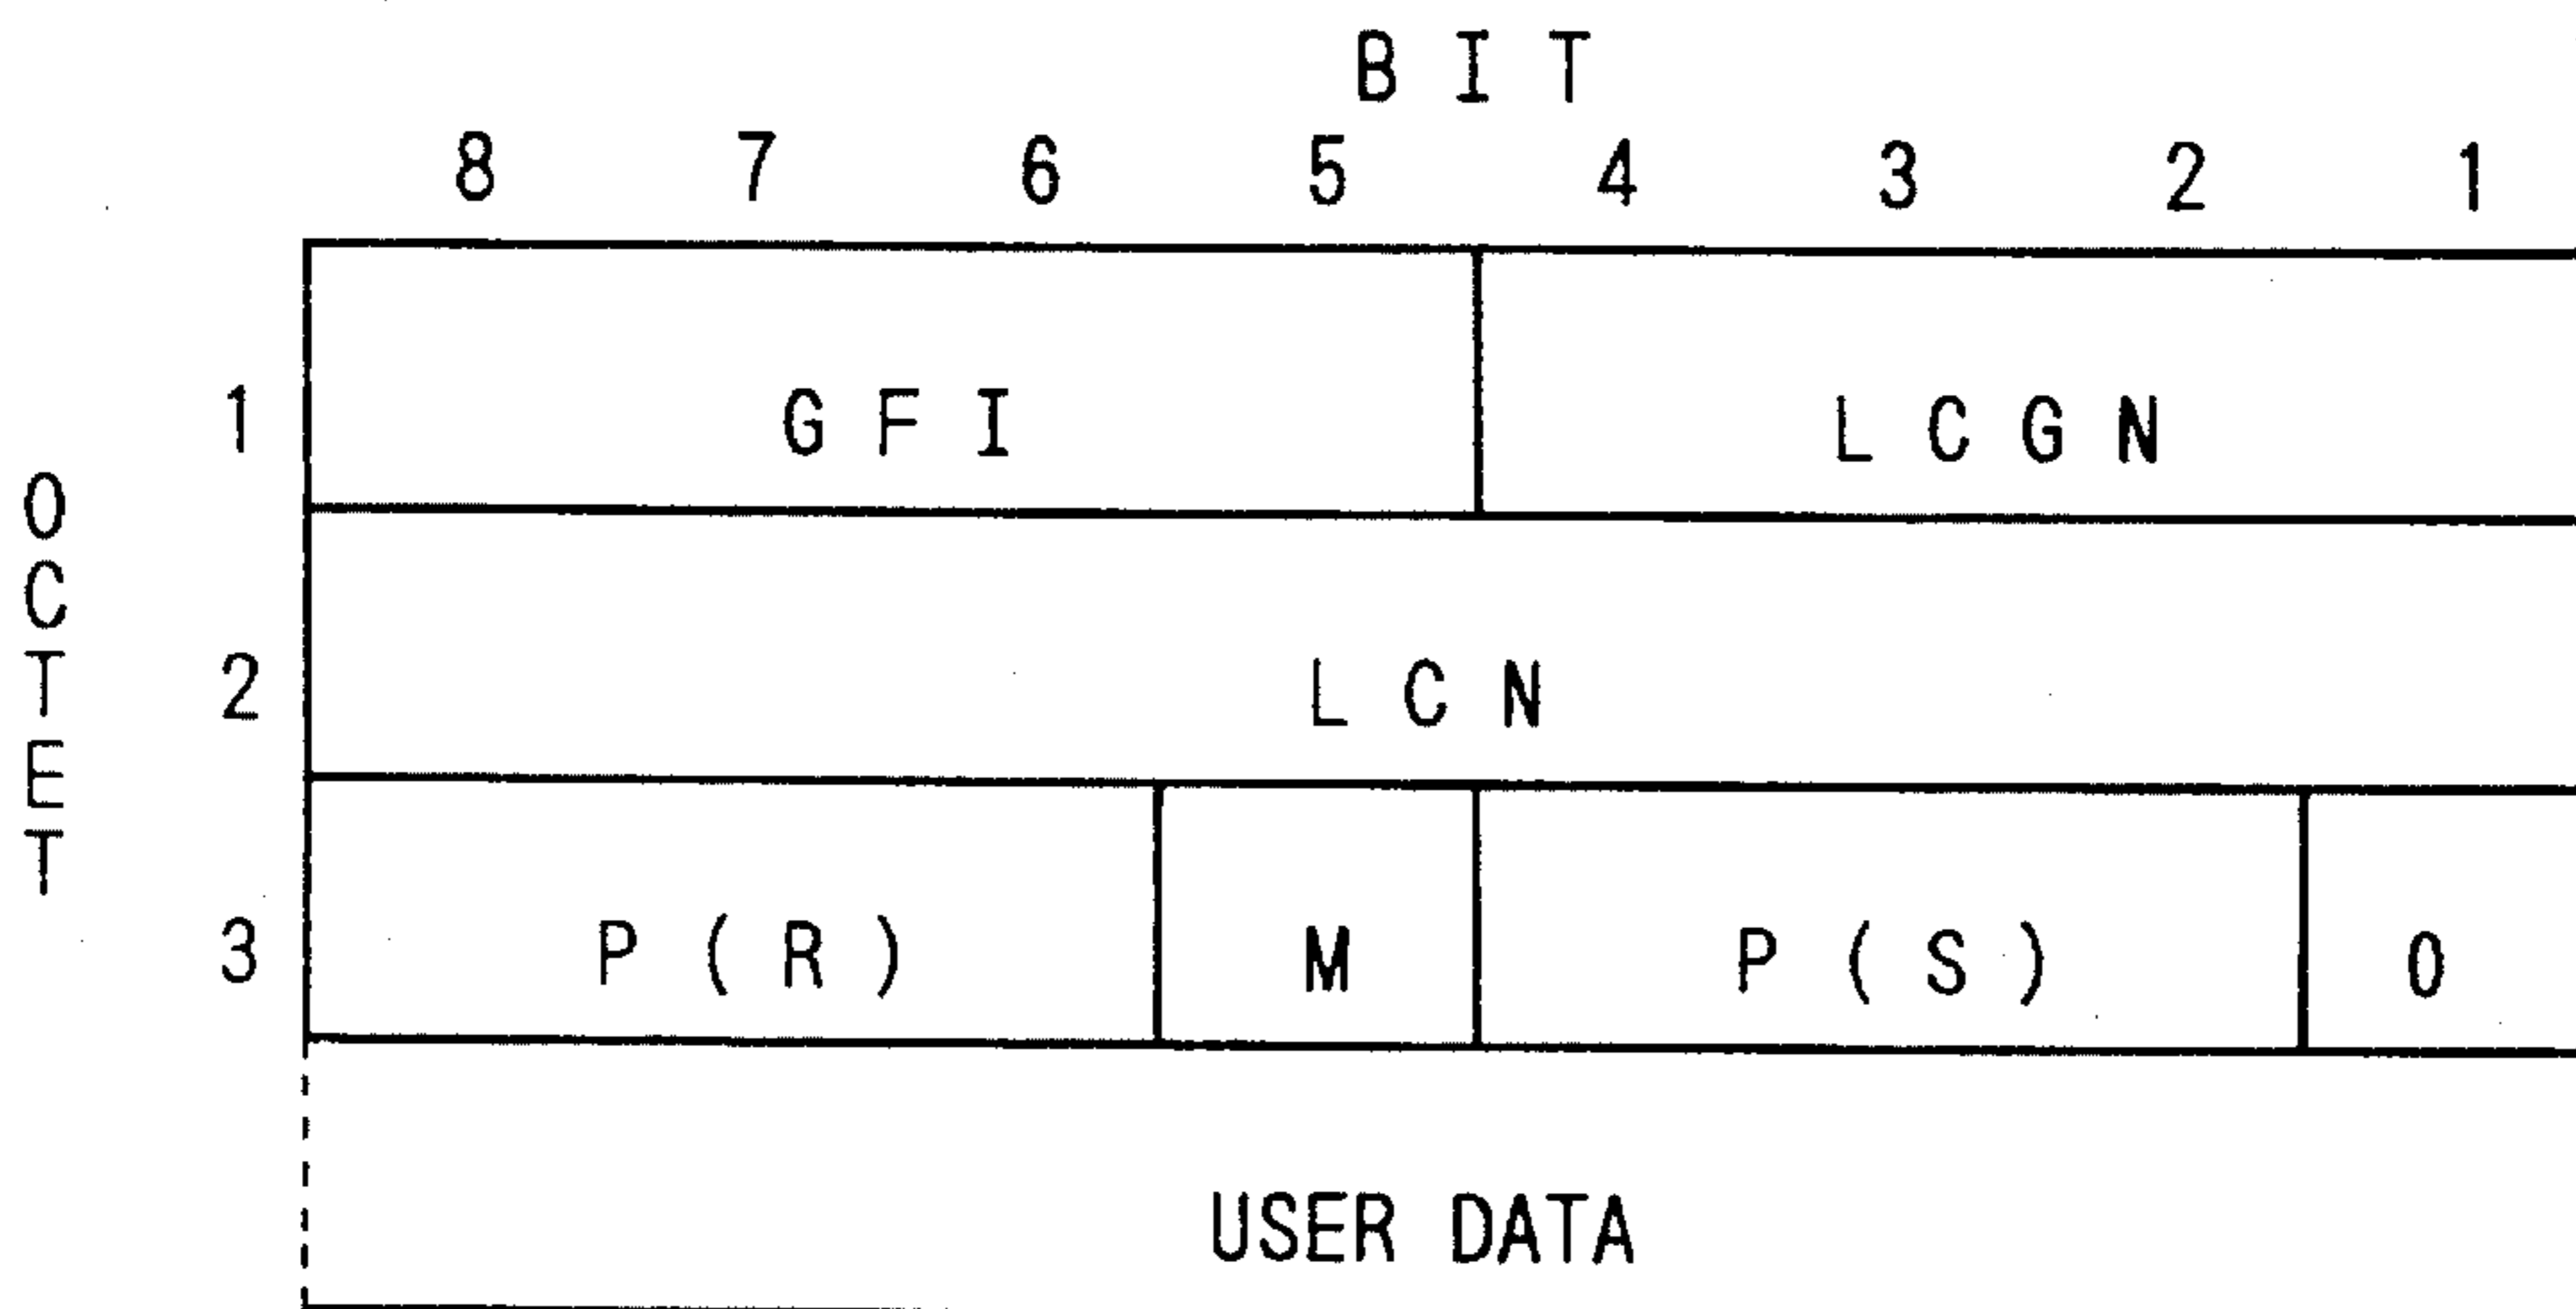 BIT
8 7 6 5 4 3 2 1
OCTET
1 GFI LCGN
2 LCN
3 P(R) M P(S) 0
USER DATA